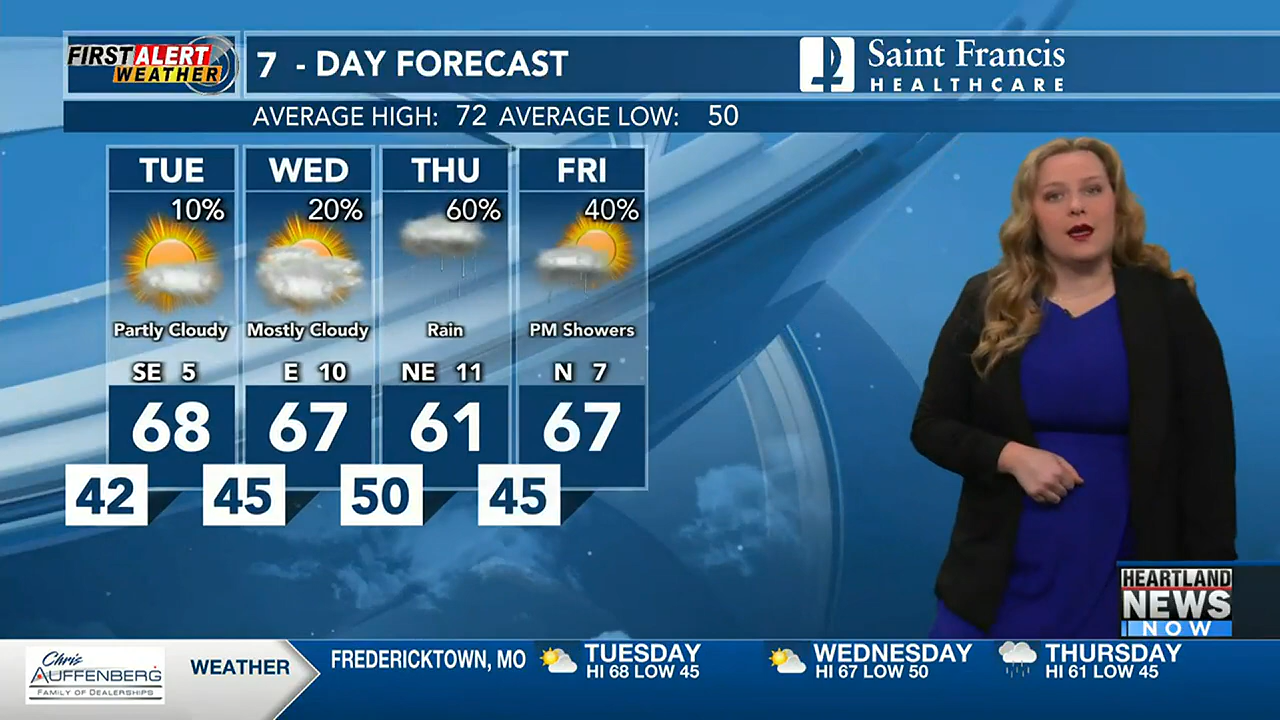 FIRST ALERT
WEATHER
7 - DAY FORECAST
Saint Francis
HEALTHCARE
AVERAGE HIGH: 72 AVERAGE LOW: 50
TUE WED THU FRI
10% 20% 60% 40%
Partly Cloudy Mostly Cloudy Rain PM Showers
SE 5 E 10 NE 11 N 7
68 67 61 67
42 45 50 45
HEARTLAND
NEWS
NOW
Chris
AUFFENBERG
FAMILY OF DEALERSHIPS
WEATHER
FREDERICKTOWN, MO
TUESDAY
HI 68 LOW 45
WEDNESDAY
HI 67 LOW 50
THURSDAY
HI 61 LOW 45